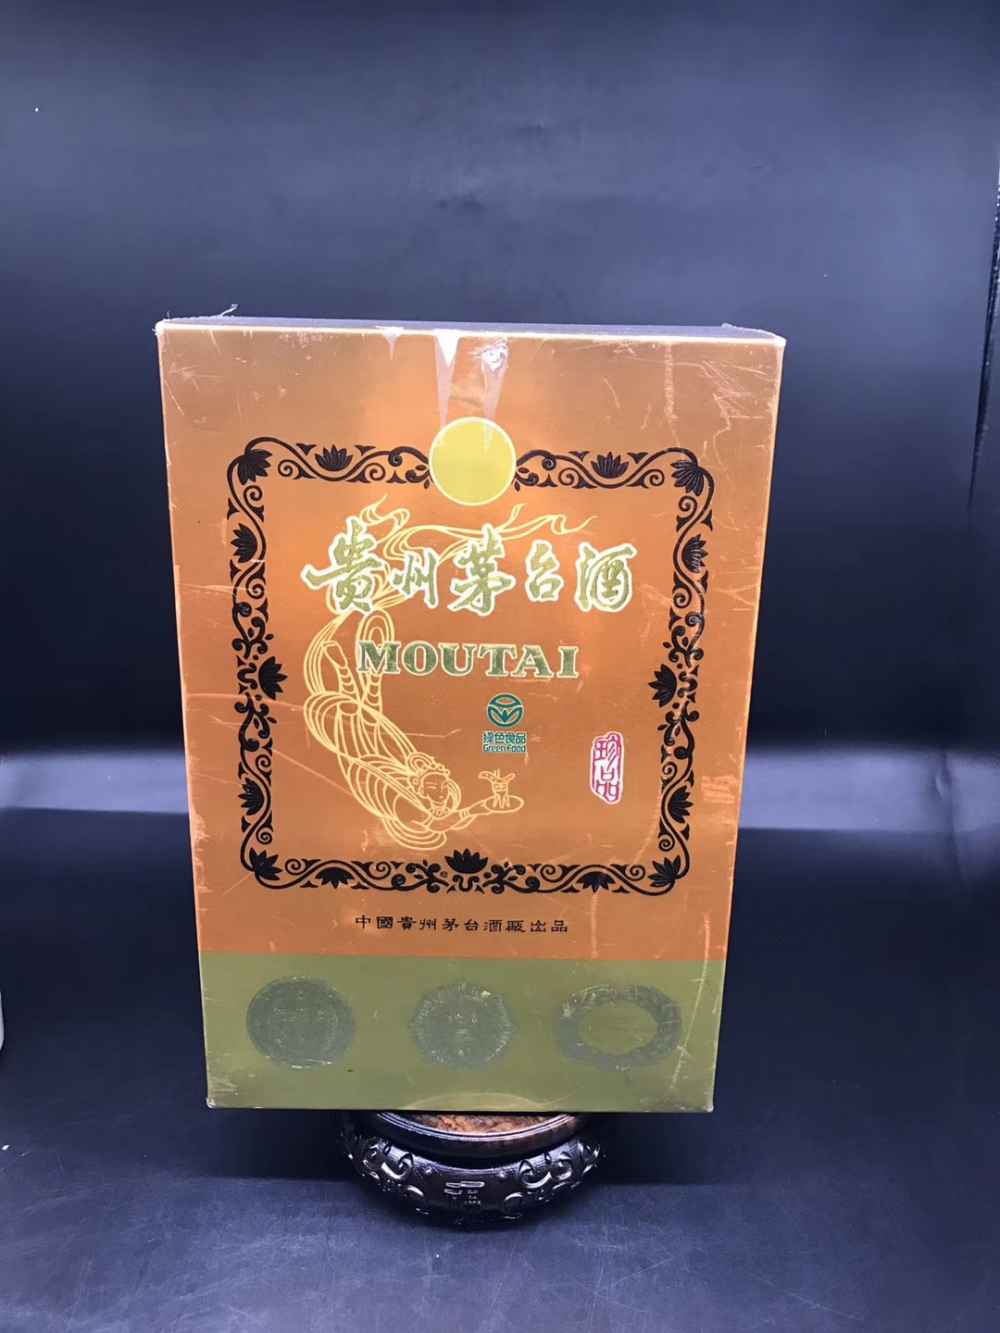 貴州茅台酒
MOUTAI
綠色食品
Green Food
珍品
中國貴州茅台酒廠出品